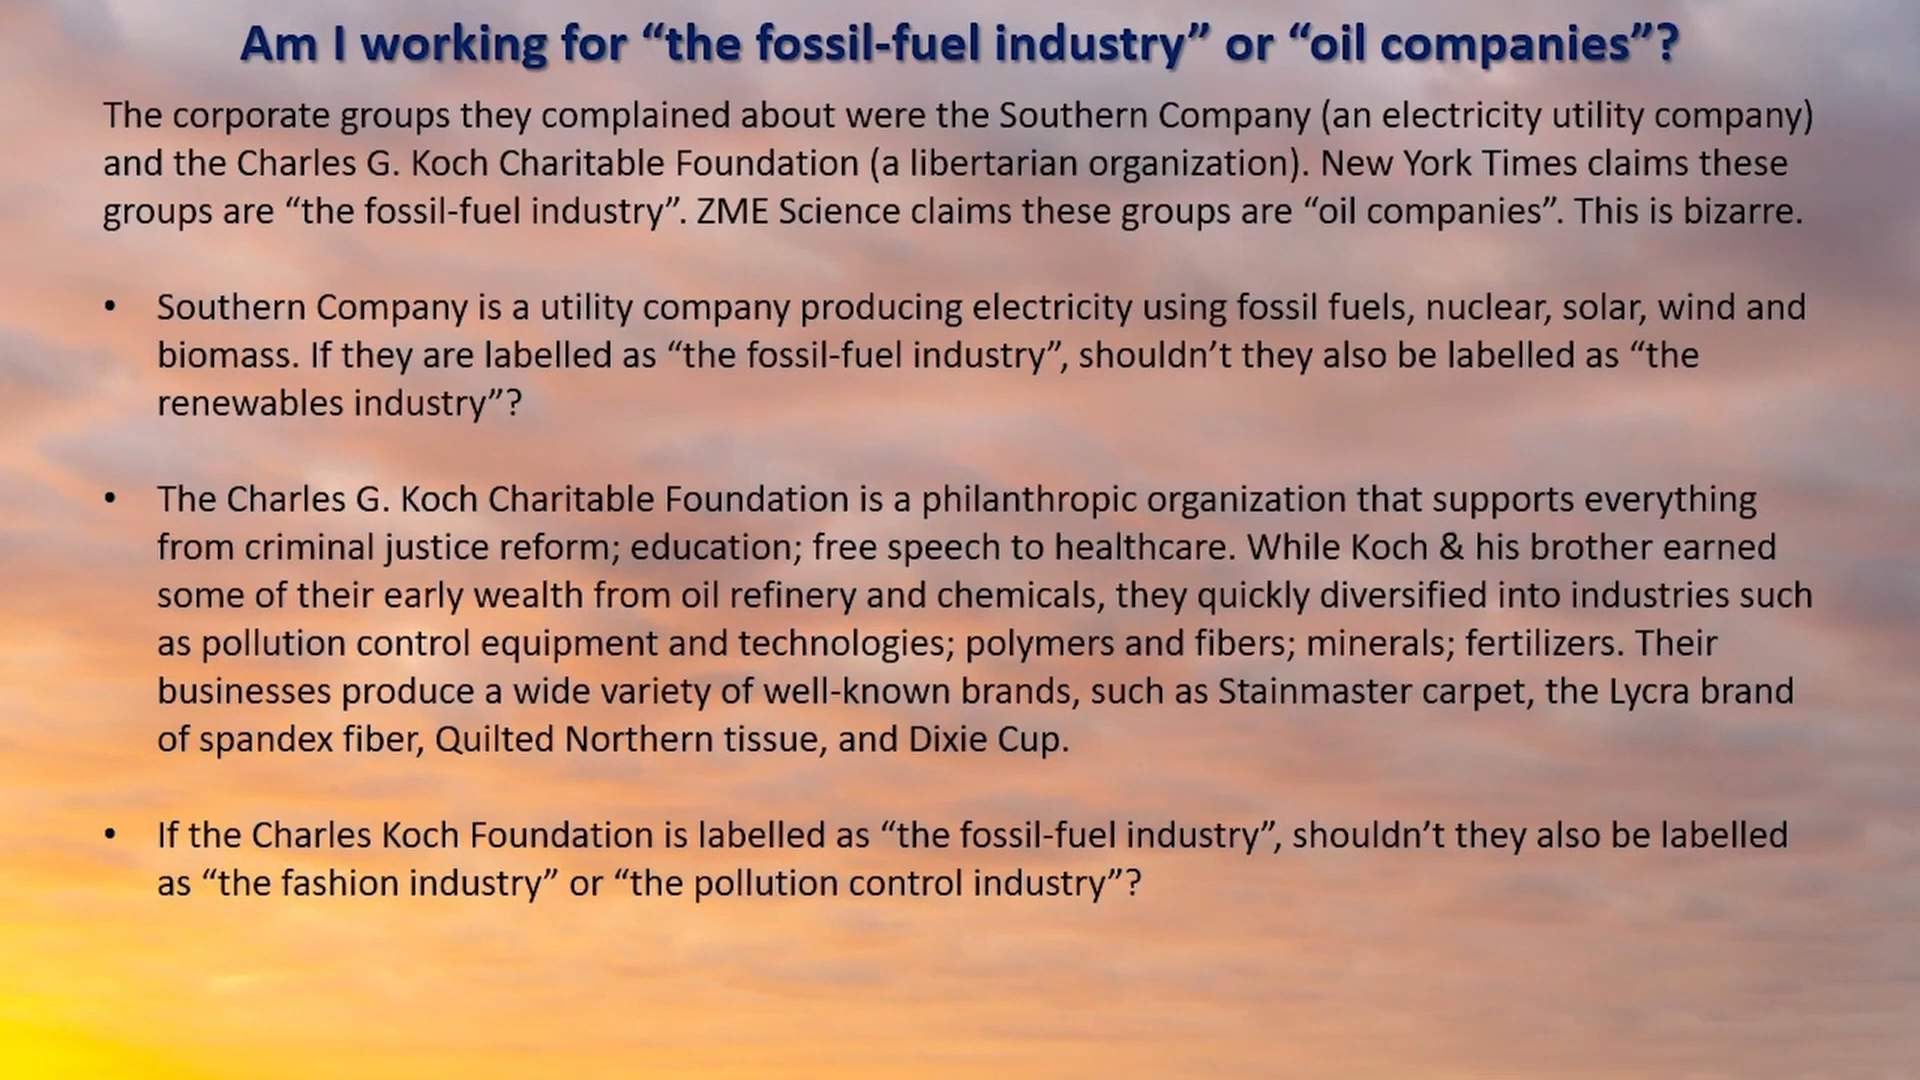 Am I working for “the fossil-fuel industry” or “oil companies”?
The corporate groups they complained about were the Southern Company (an electricity utility company)
and the Charles G. Koch Charitable Foundation (a libertarian organization). New York Times claims these
groups are “the fossil-fuel industry”. ZME Science claims these groups are “oil companies”. This is bizarre.
• Southern Company is a utility company producing electricity using fossil fuels, nuclear, solar, wind and
biomass. If they are labelled as “the fossil-fuel industry”, shouldn’t they also be labelled as “the
renewables industry”?
• The Charles G. Koch Charitable Foundation is a philanthropic organization that supports everything
from criminal justice reform; education; free speech to healthcare. While Koch & his brother earned
some of their early wealth from oil refinery and chemicals, they quickly diversified into industries such
as pollution control equipment and technologies; polymers and fibers; minerals; fertilizers. Their
businesses produce a wide variety of well-known brands, such as Stainmaster carpet, the Lycra brand
of spandex fiber, Quilted Northern tissue, and Dixie Cup.
• If the Charles Koch Foundation is labelled as “the fossil-fuel industry”, shouldn’t they also be labelled
as “the fashion industry” or “the pollution control industry”?